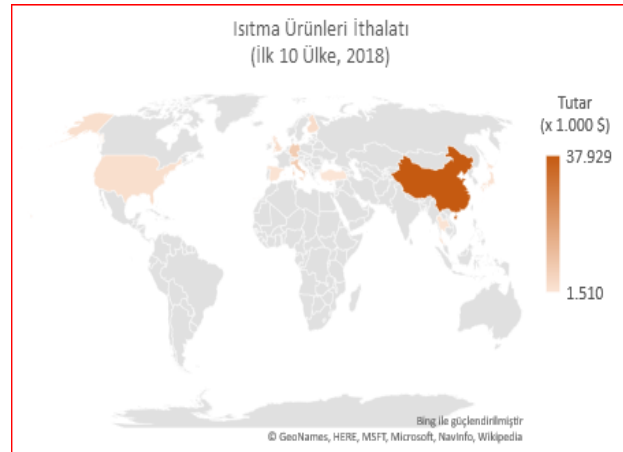 Isıtma Ürünleri İthalatı
(İlk 10 Ülke, 2018)
Tutar
(x 1.000 $)
37.929
1.510
Bing ile güçlendirilmiştir
© GeoNames, HERE, MSFT, Microsoft, NavInfo, Wikipedia